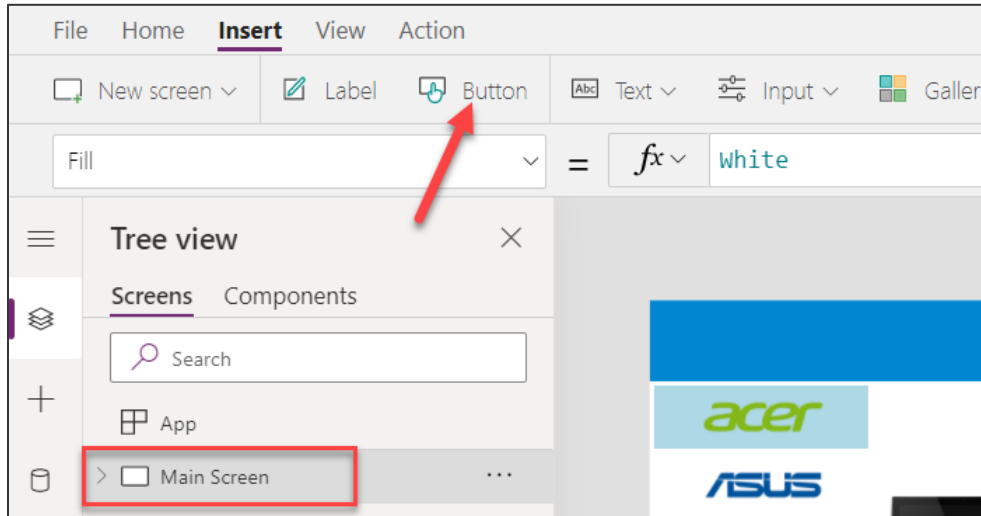 File Home Insert View Action
New screen Label Button Abc Text Input Galler
Fill = fx White
Tree view
Screens Components
Search
App
Main Screen ...
acer
ASUS